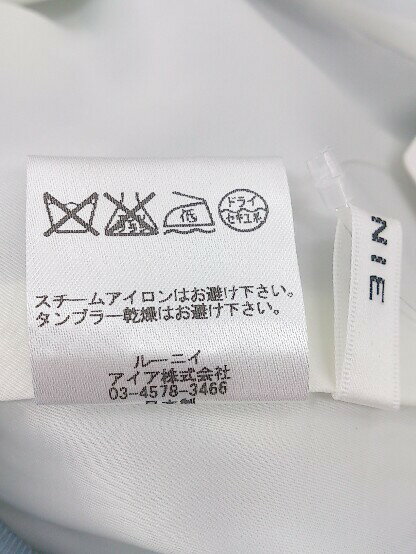 低
ドライ
セキユ系
スチームアイロンはお避け下さい。
タンブラー乾燥はお避け下さい。
ルーニィ
アイア株式会社
03-4578-3466
NIE